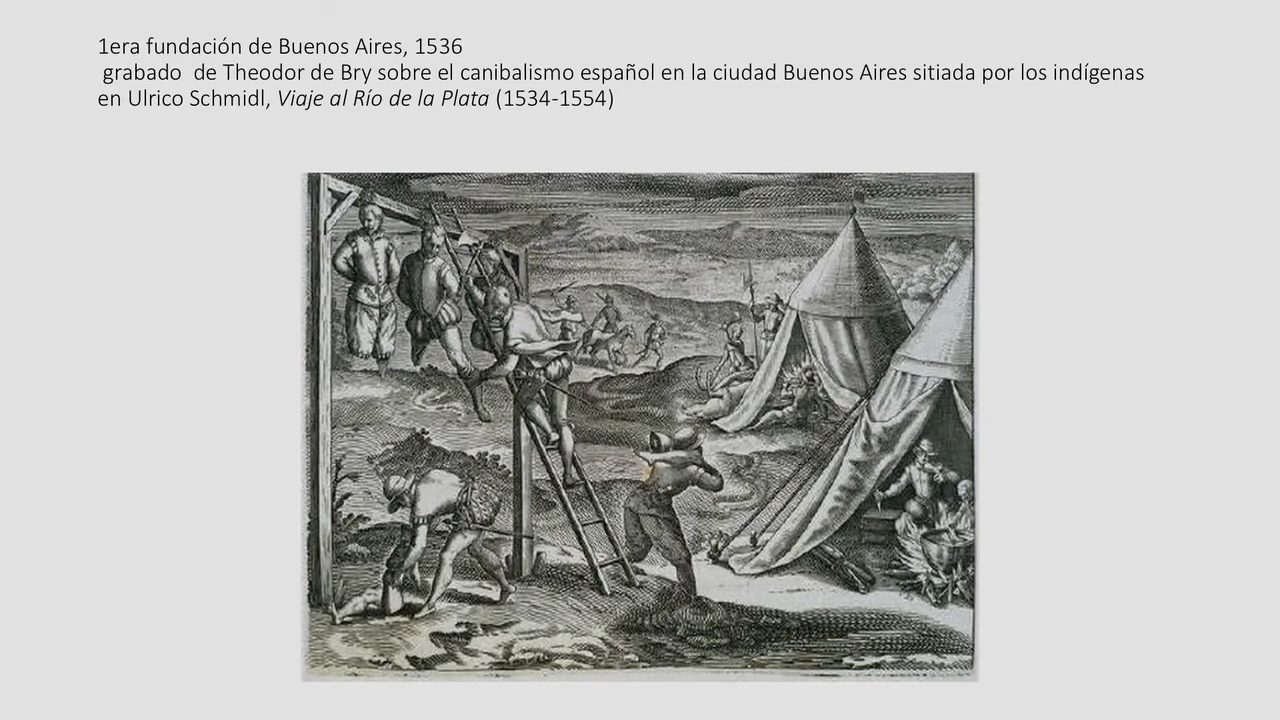 1era fundación de Buenos Aires, 1536
grabado  de Theodor de Bry sobre el canibalismo español en la ciudad Buenos Aires sitiada por los indígenas
en Ulrico Schmidl, Viaje al Río de la Plata (1534-1554)